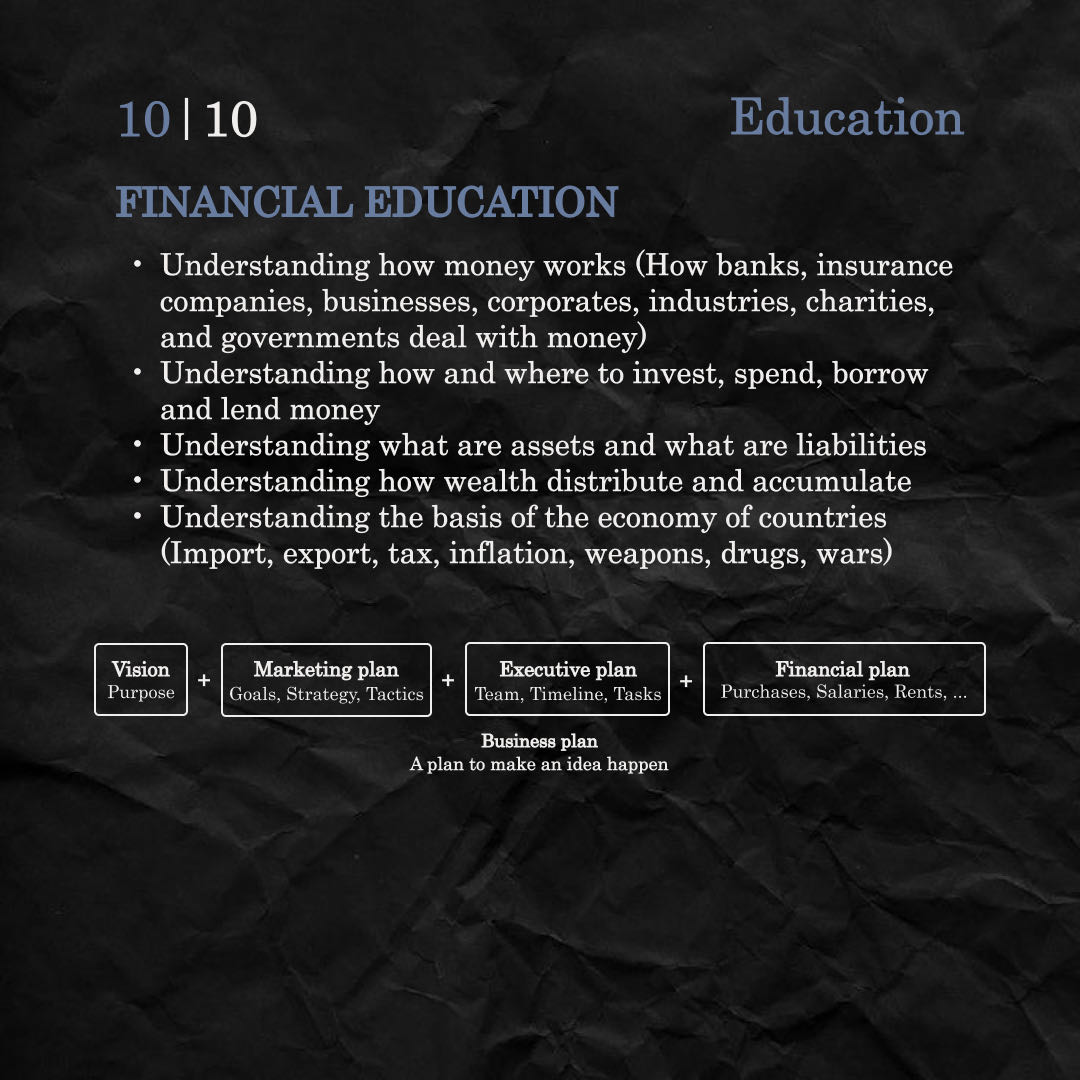 10 | 10
Education
FINANCIAL EDUCATION
• Understanding how money works (How banks, insurance
companies, businesses, corporates, industries, charities,
and governments deal with money)
• Understanding how and where to invest, spend, borrow
and lend money
• Understanding what are assets and what are liabilities
• Understanding how wealth distribute and accumulate
• Understanding the basis of the economy of countries
(Import, export, tax, inflation, weapons, drugs, wars)
Vision
Purpose
+
Marketing plan
Goals, Strategy, Tactics
+
Executive plan
Team, Timeline, Tasks
+
Financial plan
Purchases, Salaries, Rents, ...
Business plan
A plan to make an idea happen